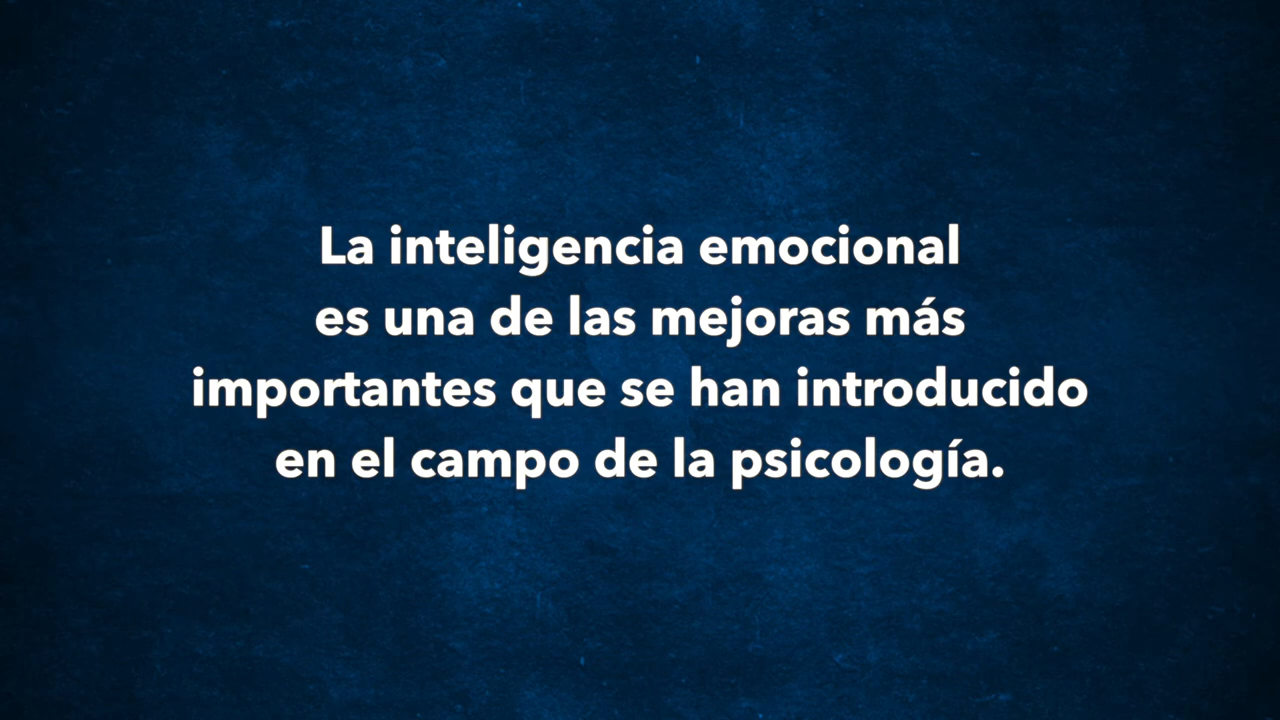 La inteligencia emocional
es una de las mejoras más
importantes que se han introducido
en el campo de la psicología.